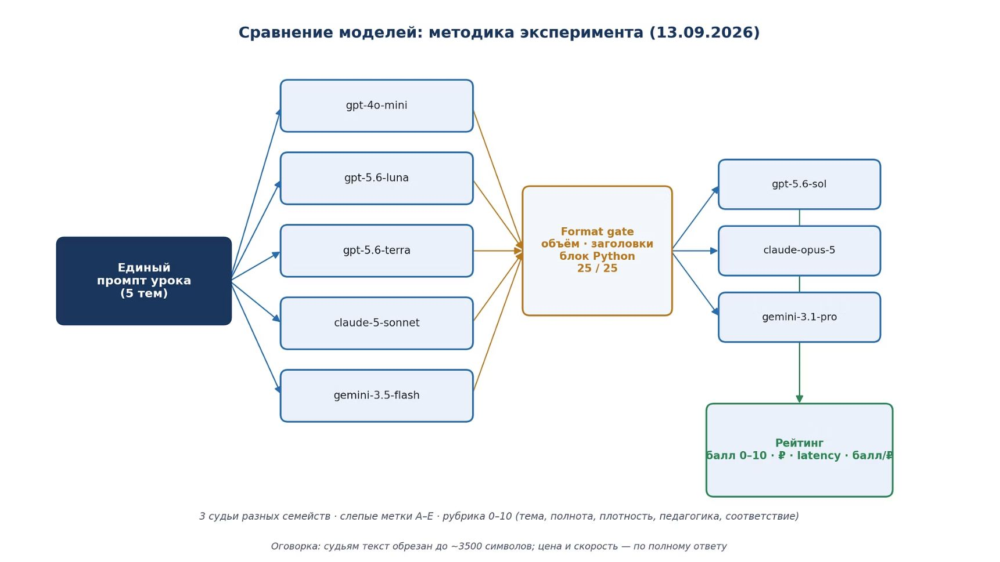 Сравнение моделей: методика эксперимента (13.09.2026)
Единый
промпт урока
(5 тем)
gpt-4o-mini
gpt-5.6-luna
gpt-5.6-terra
claude-5-sonnet
gemini-3.5-flash
Format gate
объём · заголовки
блок Python
25 / 25
gpt-5.6-sol
claude-opus-5
gemini-3.1-pro
Рейтинг
балл 0–10 · ₽ · latency · балл/₽
3 судьи разных семейств · слепые метки A–E · рубрика 0–10 (тема, полнота, плотность, педагогика, соответствие)
Оговорка: судьям текст обрезан до ~3500 символов; цена и скорость — по полному ответу